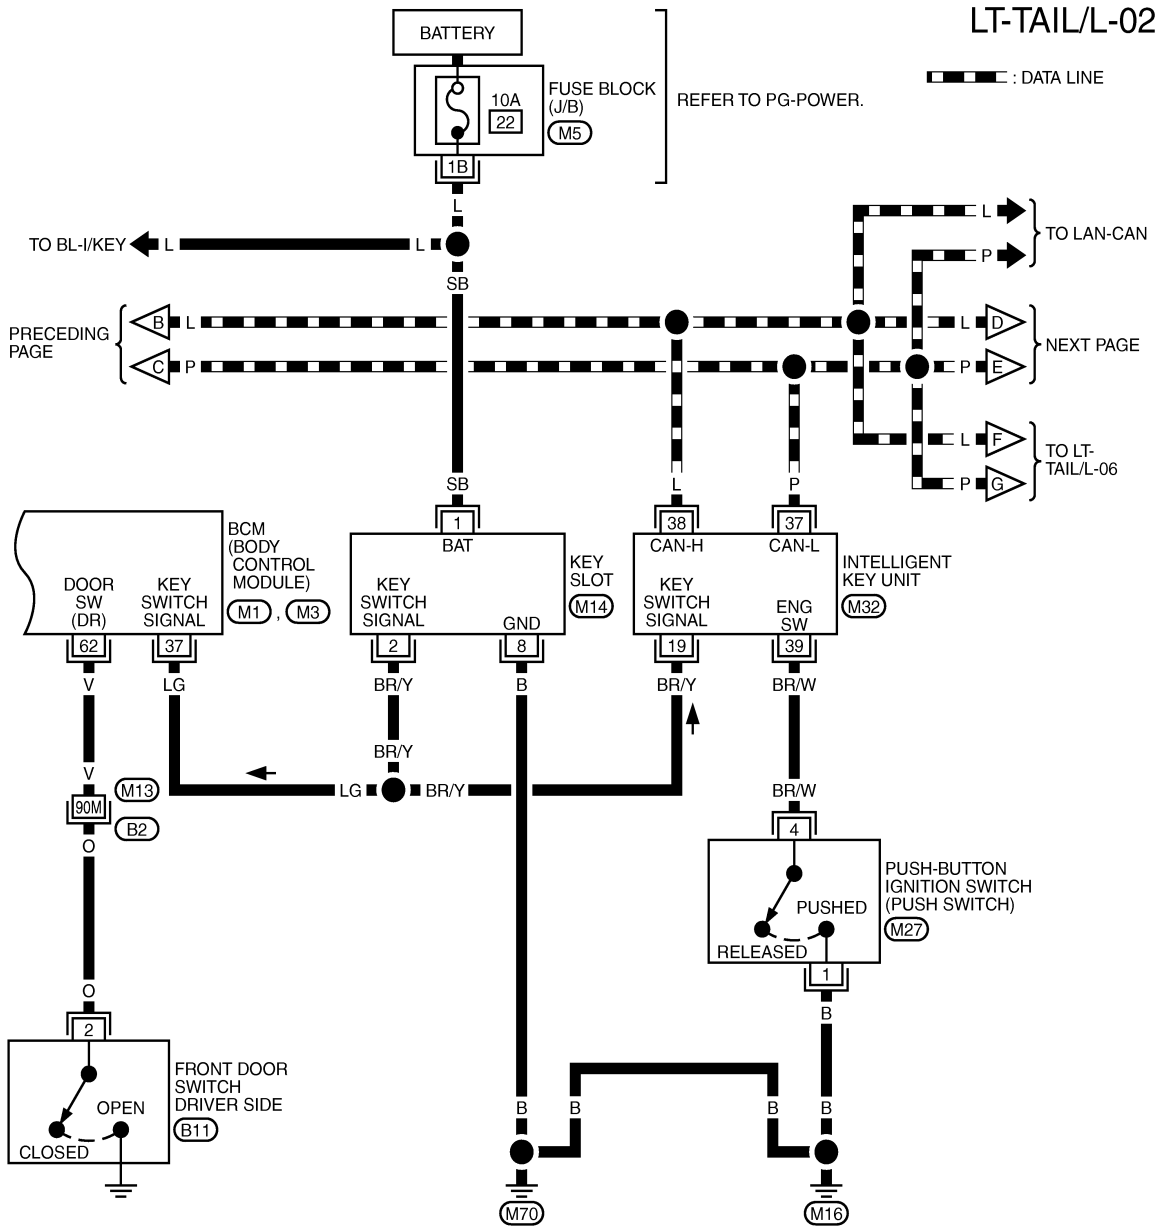 LT-TAIL/L-02
BATTERY
: DATA LINE
FUSE BLOCK
(J/B)
M5
10A
22
REFER TO PG-POWER.
1B
L
TO BL-I/KEY
L
L
SB
L
P
TO LAN-CAN
PRECEDING
PAGE
B
L
C
P
L
D
P
E
NEXT PAGE
L
F
P
G
TO LT-
TAIL/L-06
SB
L
P
1
38
37
BAT
CAN-H
CAN-L
BCM
(BODY
CONTROL
MODULE)
M1 , M3
DOOR
SW
(DR)
KEY
SWITCH
SIGNAL
KEY
SWITCH
SIGNAL
GND
KEY
SLOT
M14
KEY
SWITCH
SIGNAL
ENG
SW
INTELLIGENT
KEY UNIT
M32
62
37
2
8
19
39
V
LG
BR/Y
B
BR/Y
BR/W
BR/Y
V
M13
LG
BR/Y
BR/W
90M
B2
O
4
PUSH-BUTTON
IGNITION SWITCH
(PUSH SWITCH)
M27
PUSHED
RELEASED
1
O
B
2
FRONT DOOR
SWITCH
DRIVER SIDE
B11
OPEN
CLOSED
B
B
B
B
M70
M16